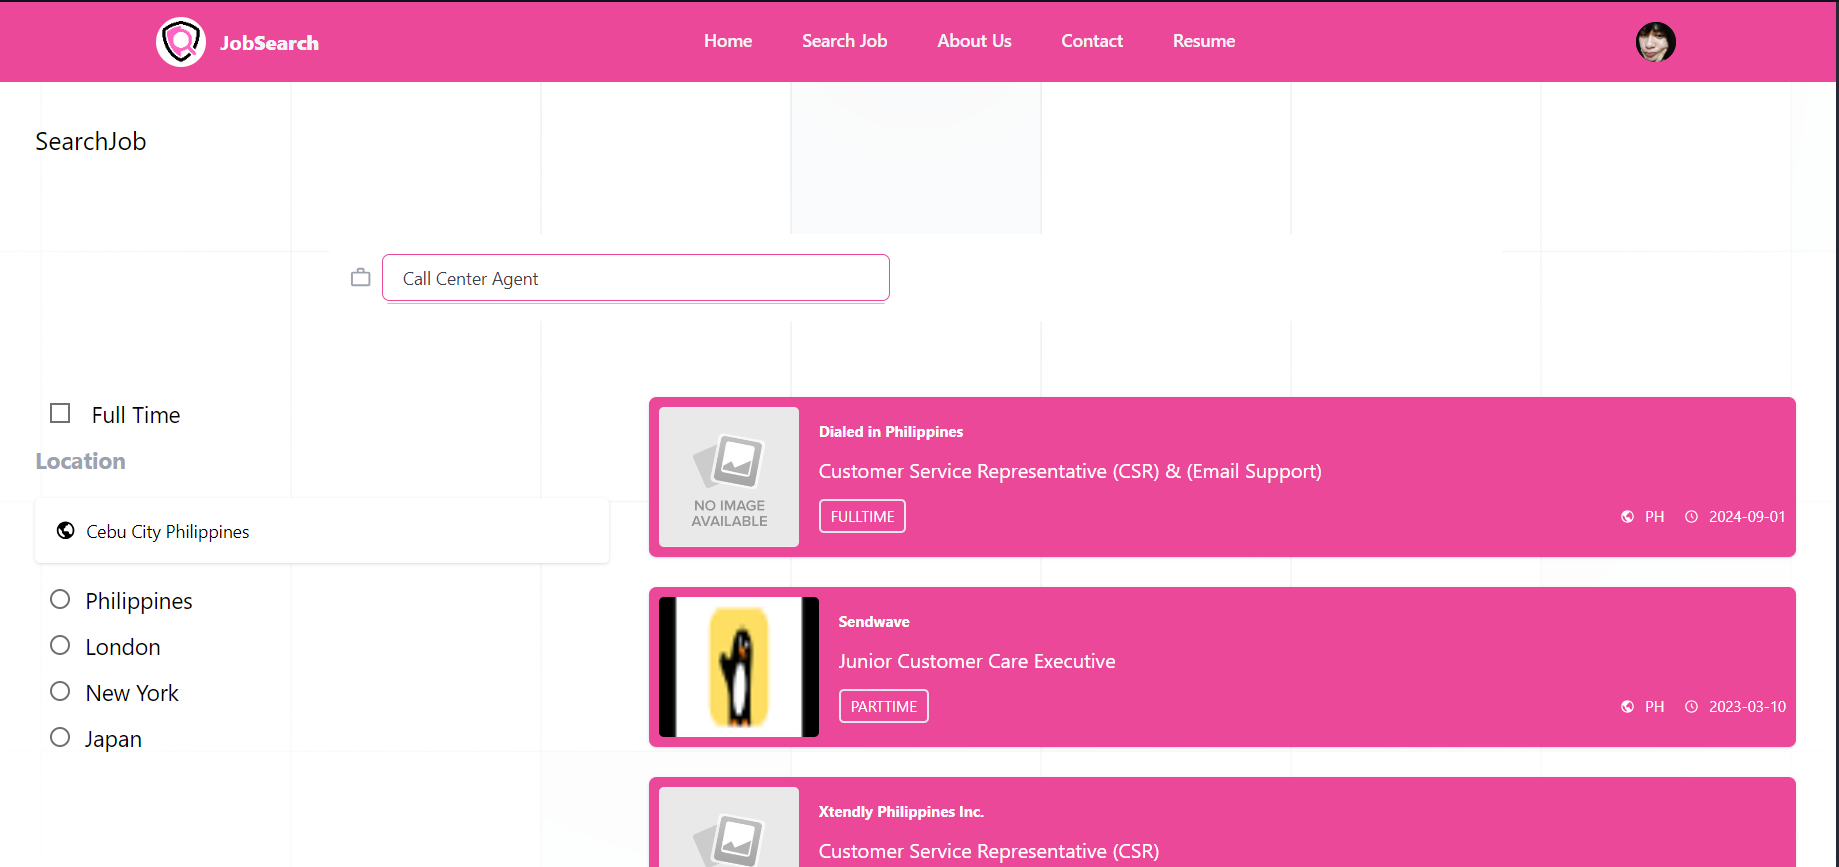 JobSearch
Home
Search Job
About Us
Contact
Resume
SearchJob
Call Center Agent
Full Time
Location
Cebu City Philippines
Philippines
London
New York
Japan
NO IMAGE
AVAILABLE
Dialed in Philippines
Customer Service Representative (CSR) & (Email Support)
FULLTIME
PH
2024-09-01
Sendwave
Junior Customer Care Executive
PARTTIME
PH
2023-03-10
Xtendly Philippines Inc.
Customer Service Representative (CSR)